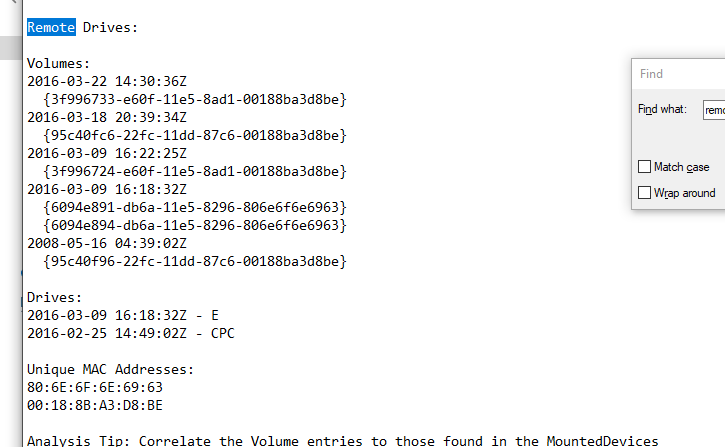 Remote Drives:
Volumes:
2016-03-22 14:30:36Z
{3f996733-e60f-11e5-8ad1-00188ba3d8be}
2016-03-18 20:39:34Z
{95c40fc6-22fc-11dd-87c6-00188ba3d8be}
2016-03-09 16:22:25Z
{3f996724-e60f-11e5-8ad1-00188ba3d8be}
2016-03-09 16:18:32Z
{6094e891-db6a-11e5-8296-806e6f6e6963}
{6094e894-db6a-11e5-8296-806e6f6e6963}
2008-05-16 04:39:02Z
{95c40f96-22fc-11dd-87c6-00188ba3d8be}
Drives:
2016-03-09 16:18:32Z - E
2016-02-25 14:49:02Z - CPC
Unique MAC Addresses:
80:6E:6F:6E:69:63
00:18:8B:A3:D8:BE
Analysis Tip: Correlate the Volume entries to those found in the MountedDevices
Find
Find what: remo
Match case
Wrap around